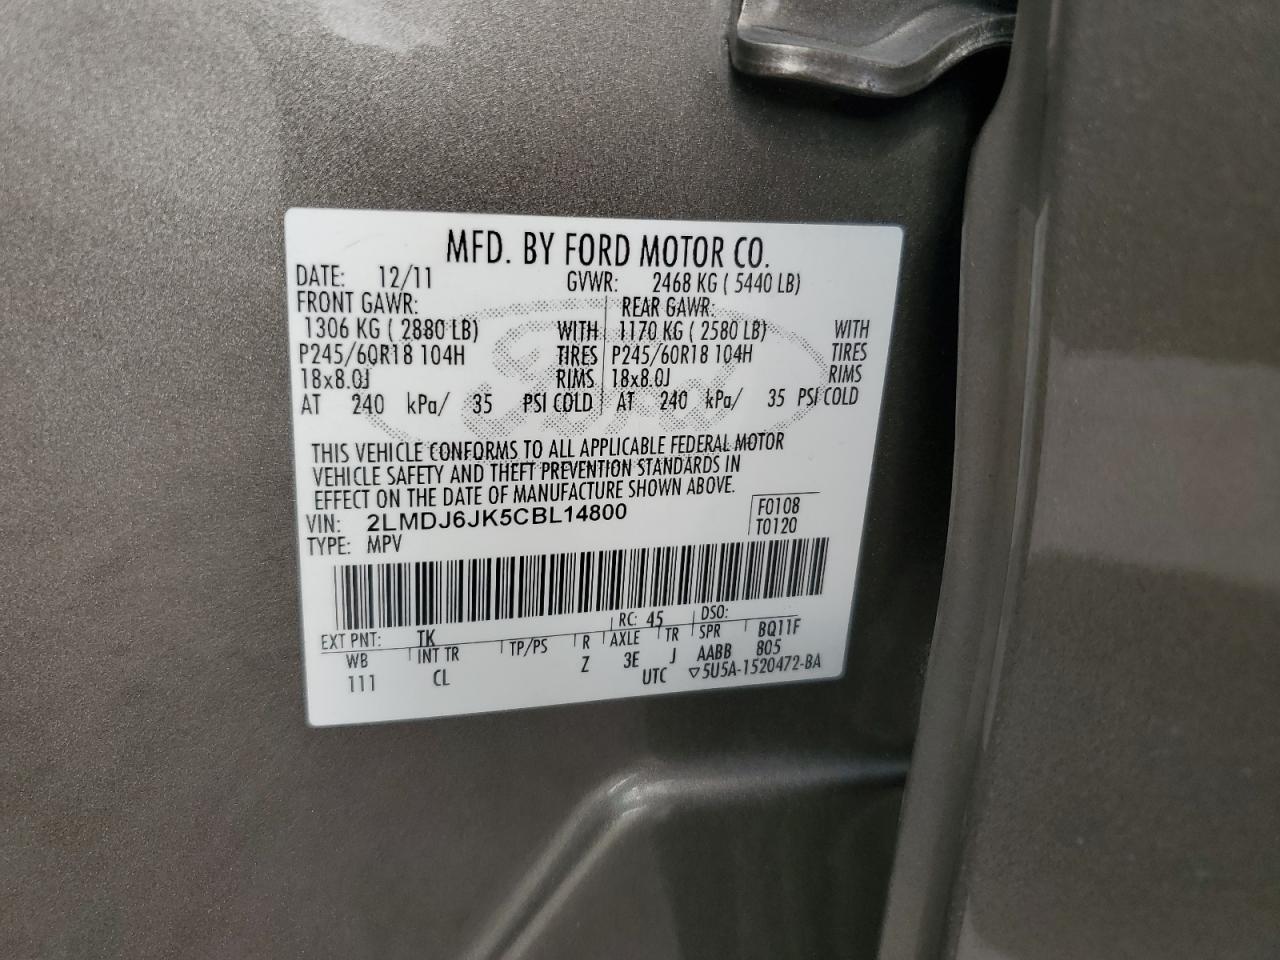 MFD. BY FORD MOTOR CO.
DATE: 12/11 GVWR: 2468 KG ( 5440 LB)
FRONT GAWR: REAR GAWR:
1306 KG ( 2880 LB) WITH 1170 KG ( 2580 LB) WITH
P245/60R18 104H TIRES P245/60R18 104H TIRES
18x8.0J RIMS 18x8.0J RIMS
AT 240 kPa/ 35 PSI COLD AT 240 kPa/ 35 PSI COLD
THIS VEHICLE CONFORMS TO ALL APPLICABLE FEDERAL MOTOR
VEHICLE SAFETY AND THEFT PREVENTION STANDARDS IN
EFFECT ON THE DATE OF MANUFACTURE SHOWN ABOVE.
VIN: 2LMDJ6JK5CBL14800 F0108
TYPE: MPV T0120
EXT PNT: TK RC: 45 DSO:
WB INT TR TP/PS R AXLE TR SPR BQ11F
111 CL Z 3E J AABB 805
UTC ▽5U5A-1520472-BA
Ford